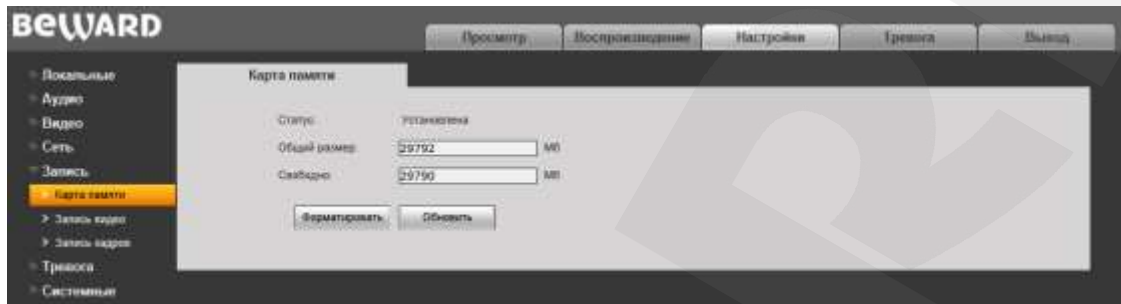 BEWARD
Просмотр Воспроизведение Настройки Тревога Выход
Локальные
Карта памяти
Аудио
Видео
Статус: Установлена
Сеть
Общий размер: 29792 Мб
Запись
Свободно: 29790 Мб
Карта памяти
Запись видео
Форматировать Обновить
Запись кадров
Тревога
Системные